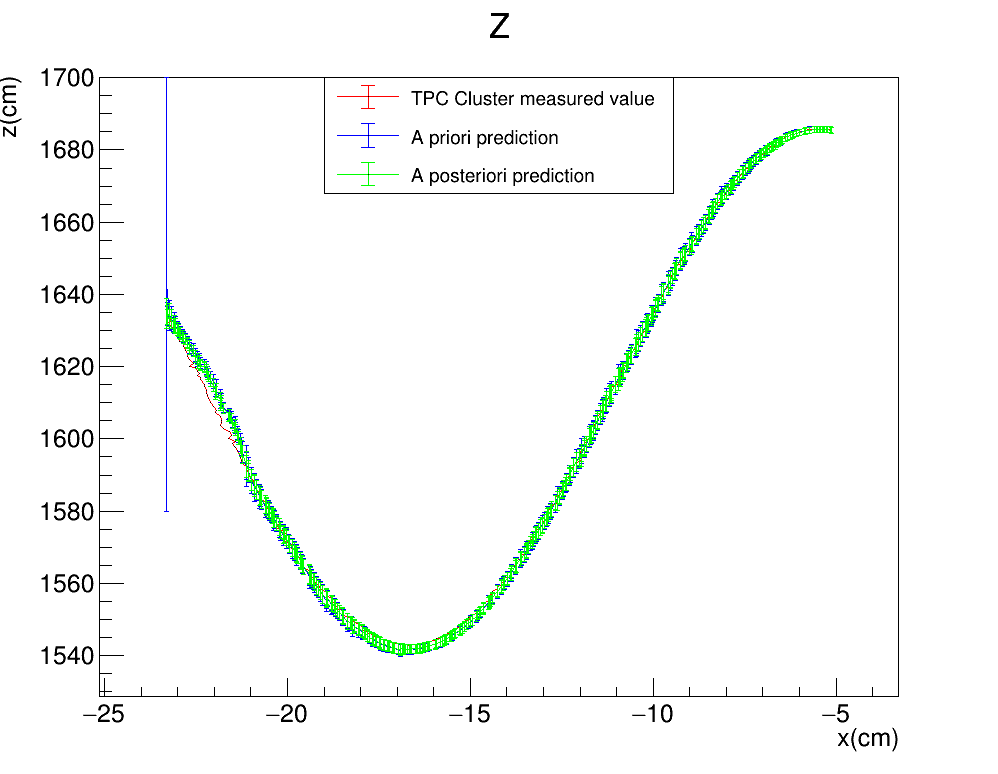 Z
z(cm)
1700
1680
1660
1640
1620
1600
1580
1560
1540
TPC Cluster measured value
A priori prediction
A posteriori prediction
−25
−20
−15
−10
−5
x(cm)